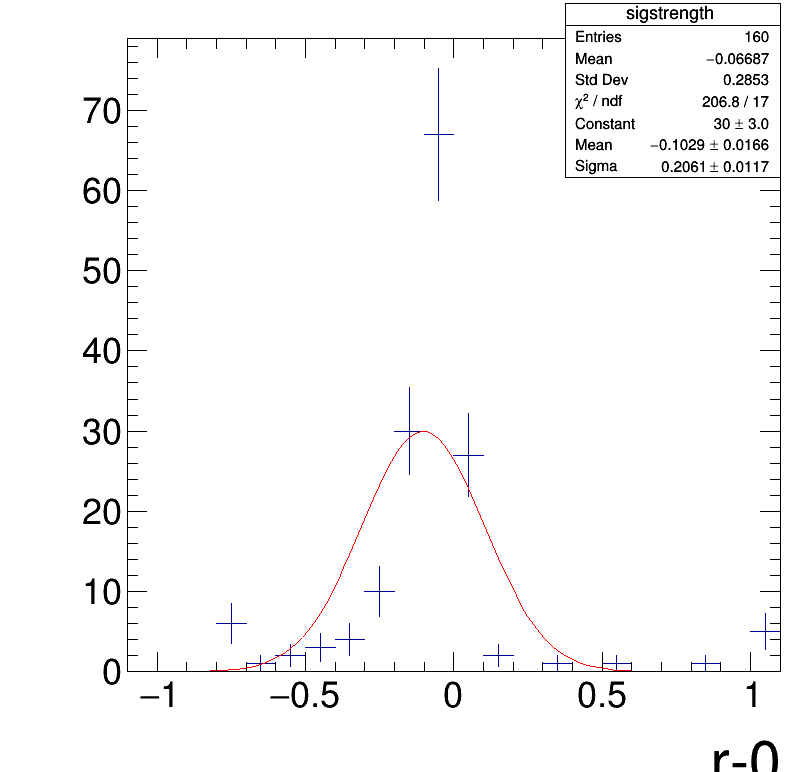 sigstrength
Entries 160
Mean −0.06687
Std Dev 0.2853
χ² / ndf 206.8 / 17
Constant 30 ± 3.0
Mean −0.1029 ± 0.0166
Sigma 0.2061 ± 0.0117
70
60
50
40
30
20
10
0
−1 −0.5 0 0.5 1
r-0